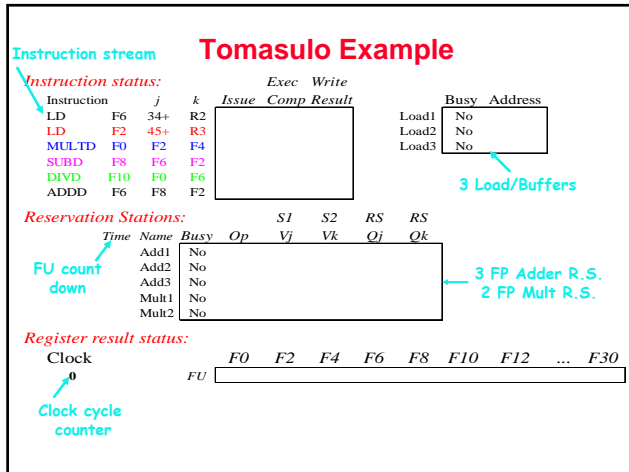 Tomasulo Example
Instruction stream
Instruction status: Exec Write
Instruction j k Issue Comp Result Busy Address
LD F6 34+ R2 Load1 No
LD F2 45+ R3 Load2 No
MULTD F0 F2 F4 Load3 No
SUBD F8 F6 F2
DIVD F10 F0 F6
ADDD F6 F8 F2
3 Load/Buffers
Reservation Stations: S1 S2 RS RS
Time Name Busy Op Vj Vk Qj Qk
Add1 No
Add2 No
Add3 No
Mult1 No
Mult2 No
FU count
down
3 FP Adder R.S.
2 FP Mult R.S.
Register result status:
Clock F0 F2 F4 F6 F8 F10 F12 ... F30
0 FU
Clock cycle
counter